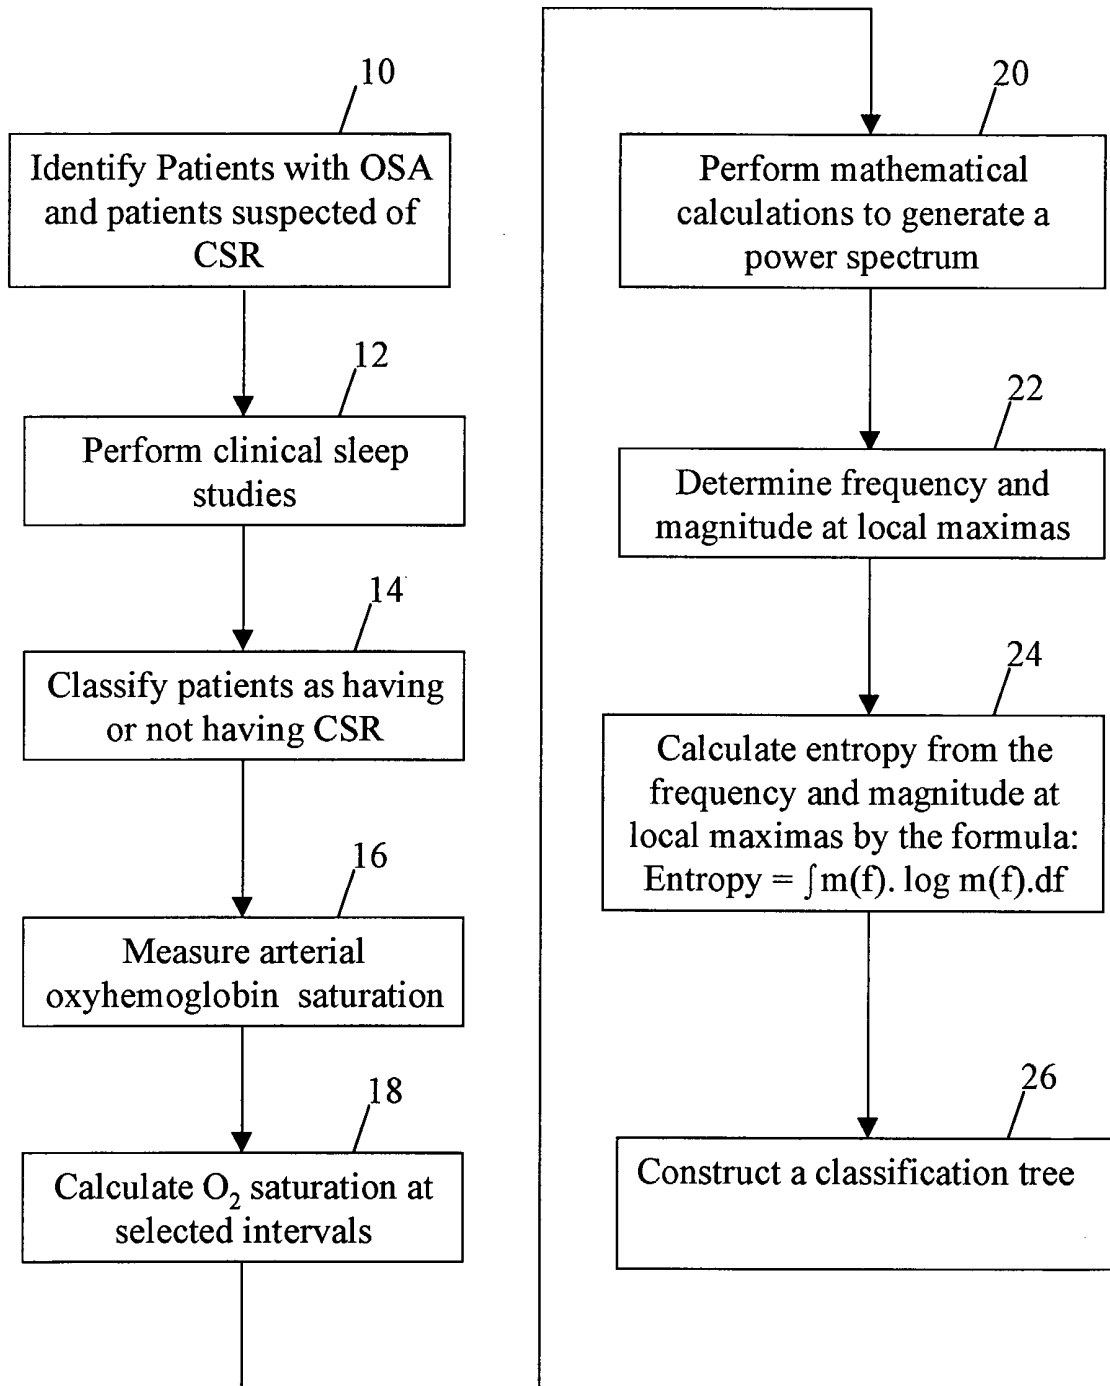 10
Identify Patients with OSA
and patients suspected of
CSR
12
Perform clinical sleep
studies
14
Classify patients as having
or not having CSR
16
Measure arterial
oxyhemoglobin saturation
18
Calculate O₂ saturation at
selected intervals
20
Perform mathematical
calculations to generate a
power spectrum
22
Determine frequency and
magnitude at local maximas
24
Calculate entropy from the
frequency and magnitude at
local maximas by the formula:
Entropy = ∫m(f). log m(f).df
26
Construct a classification tree